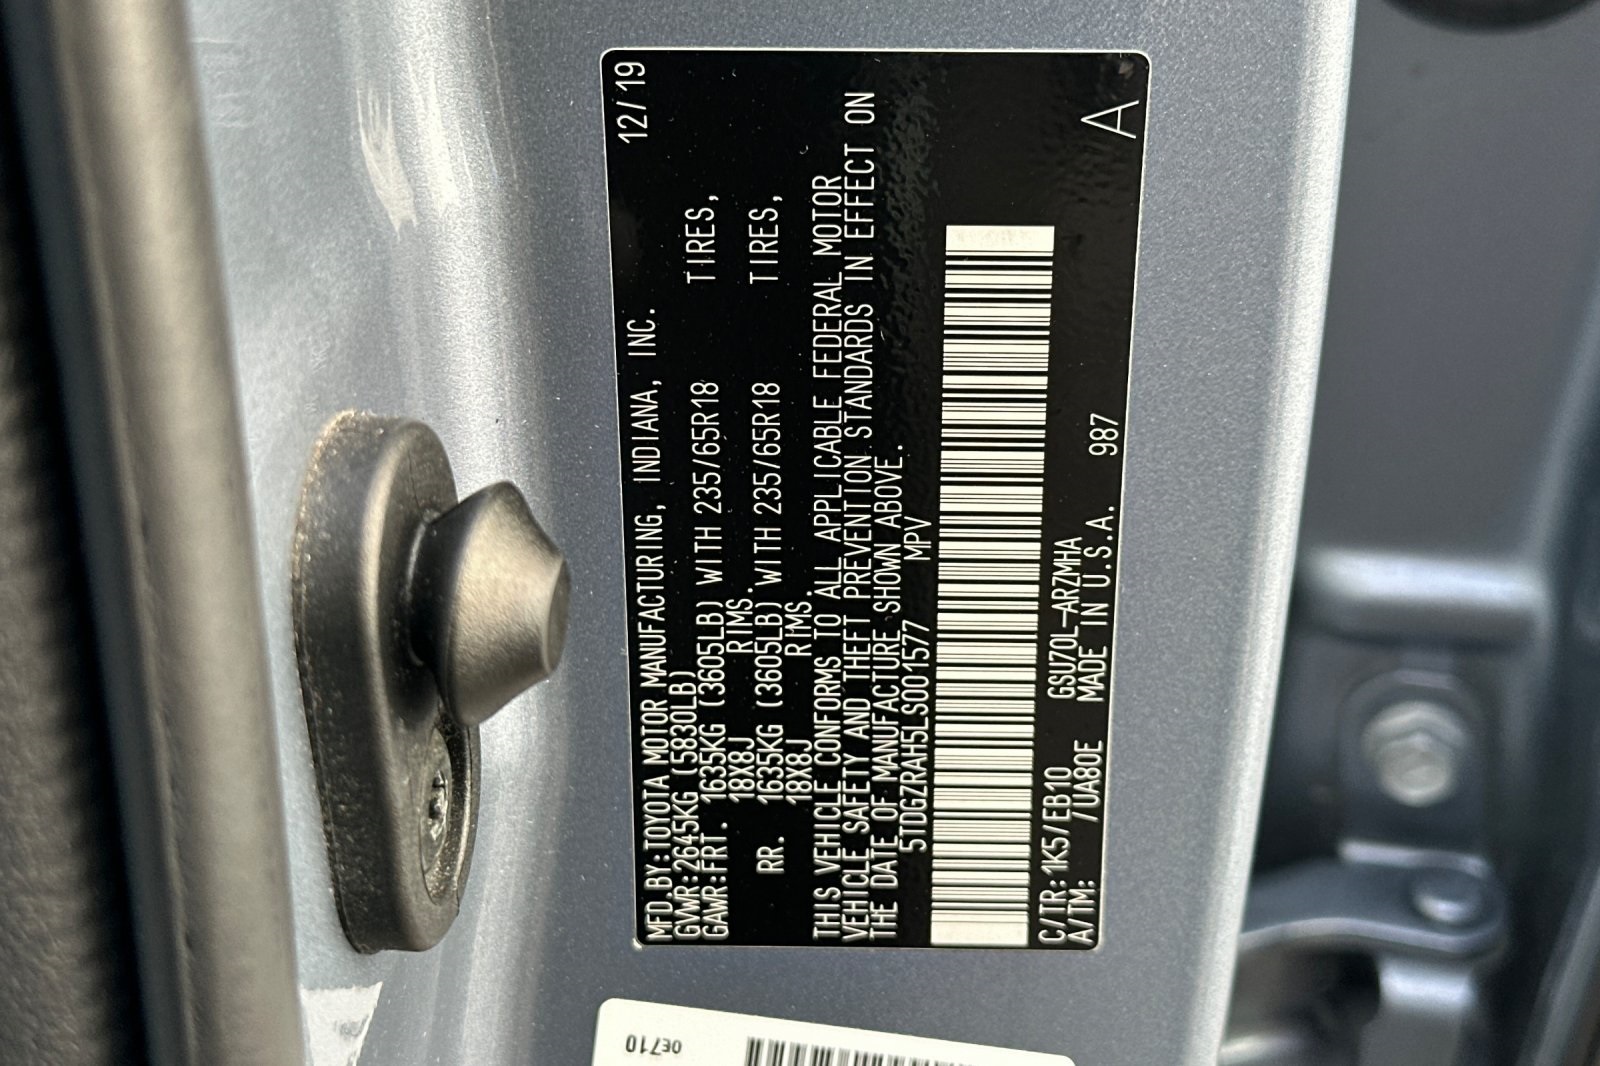 MFD.BY:TOYOTA MOTOR MANUFACTURING, INDIANA, INC. 12/19
GVWR:2645KG (5830LB)
GAWR:FRT. 1635KG (3605LB) WITH 235/65R18 TIRES,
18X8J RIMS.
RR. 1635KG (3605LB) WITH 235/65R18 TIRES,
18X8J RIMS.
THIS VEHICLE CONFORMS TO ALL APPLICABLE FEDERAL MOTOR
VEHICLE SAFETY AND THEFT PREVENTION STANDARDS IN EFFECT ON
THE DATE OF MANUFACTURE SHOWN ABOVE.
5TDGZRAH5LS001577 MPV
C/TR:1K5/EB10 GSU70L-ARZMHA
A/TM: /UA80E MADE IN U.S.A. 987 A
0E710